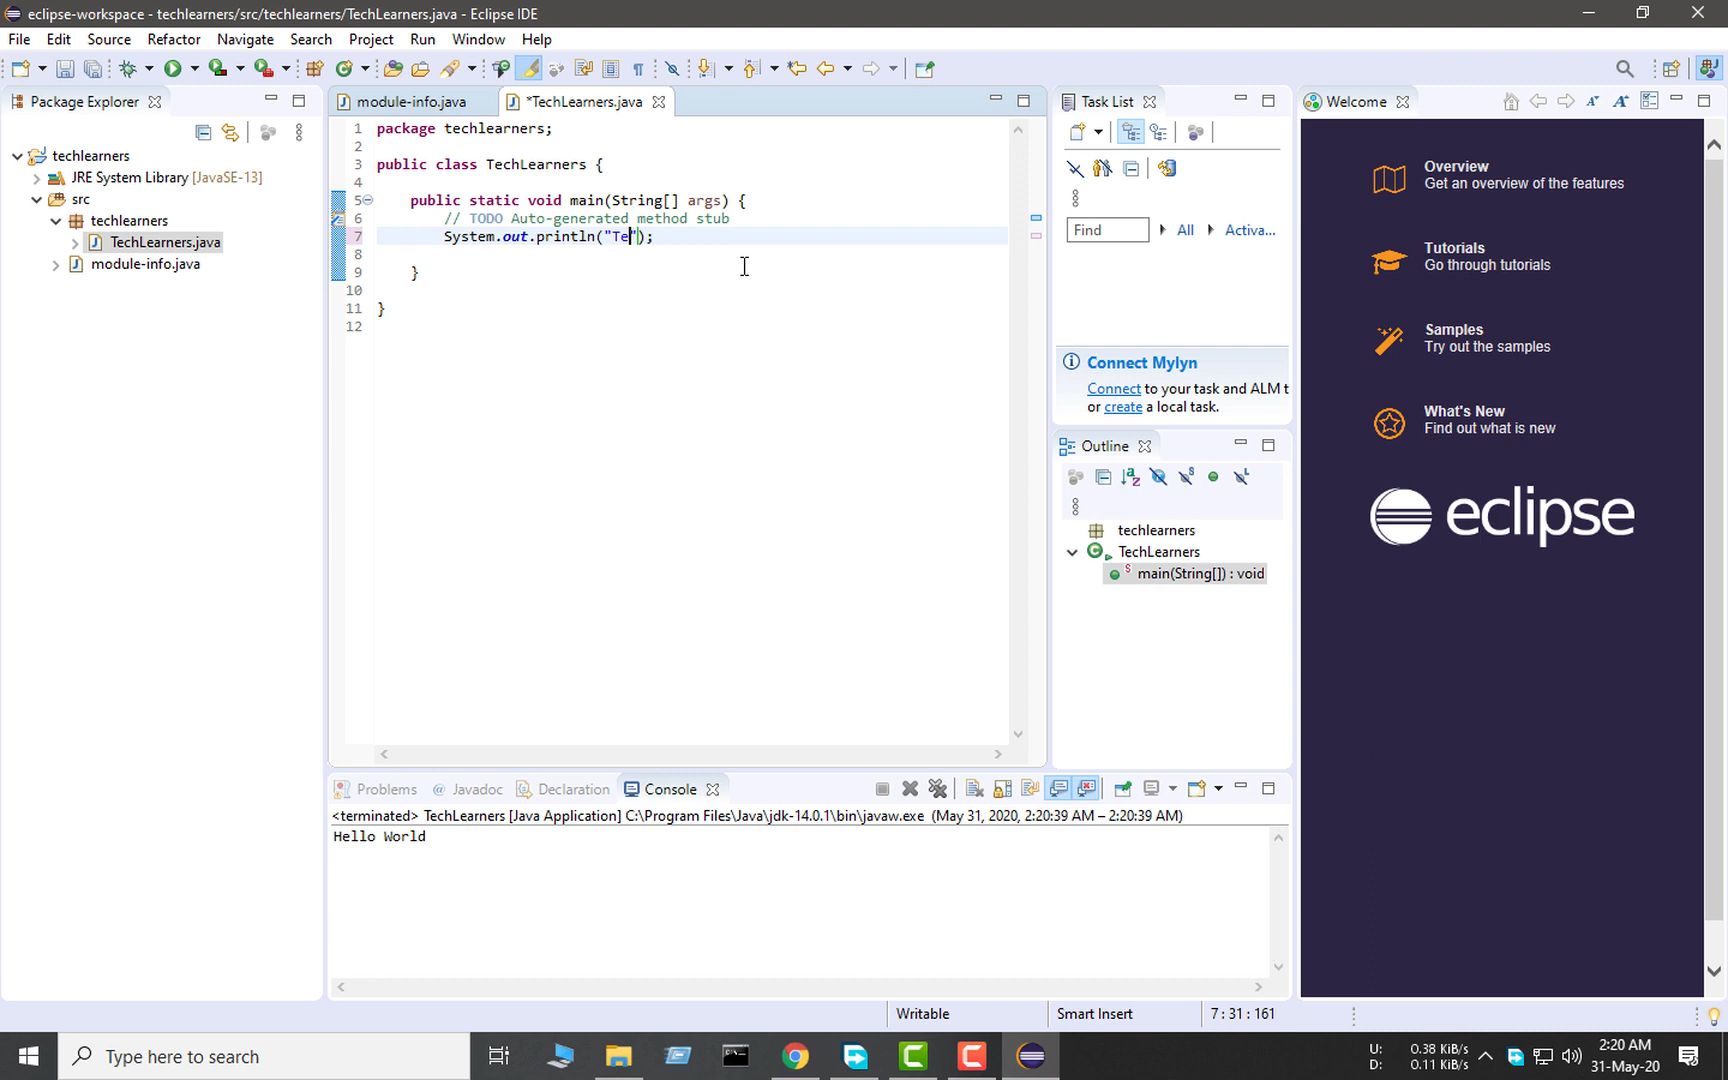 eclipse-workspace - techlearners/src/techlearners/TechLearners.java - Eclipse IDE
File Edit Source Refactor Navigate Search Project Run Window Help
Package Explorer
techlearners
JRE System Library [JavaSE-13]
src
techlearners
TechLearners.java
module-info.java
module-info.java
*TechLearners.java
1 package techlearners;
2
3 public class TechLearners {
4
5 public static void main(String[] args) {
6 // TODO Auto-generated method stub
7 System.out.println("Te");
8
9 }
10
11 }
12
Task List
Find All Activa...
Connect Mylyn
Connect to your task and ALM t
or create a local task.
Outline
techlearners
TechLearners
main(String[]) : void
Welcome
Overview
Get an overview of the features
Tutorials
Go through tutorials
Samples
Try out the samples
What's New
Find out what is new
eclipse
Problems @ Javadoc Declaration Console
<terminated> TechLearners [Java Application] C:\Program Files\Java\jdk-14.0.1\bin\javaw.exe (May 31, 2020, 2:20:39 AM – 2:20:39 AM)
Hello World
Writable Smart Insert 7 : 31 : 161
Type here to search
U: 0.38 KiB/s
D: 0.11 KiB/s
2:20 AM
31-May-20